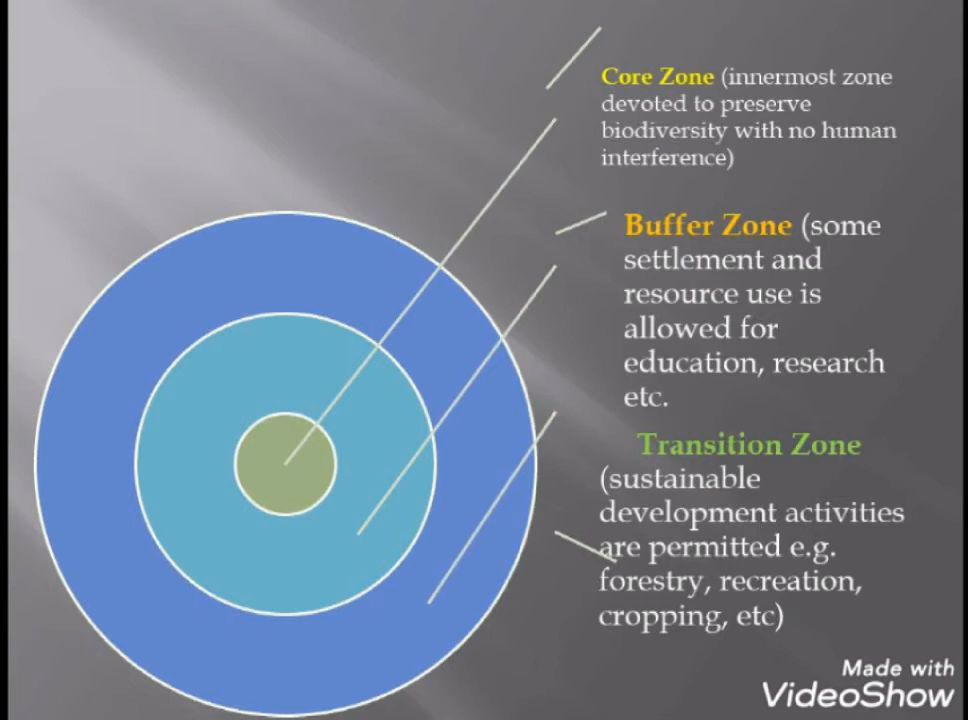 Core Zone (innermost zone
devoted to preserve
biodiversity with no human
interference)
Buffer Zone (some
settlement and
resource use is
allowed for
education, research
etc.
Transition Zone
(sustainable
development activities
are permitted e.g.
forestry, recreation,
cropping, etc)
Made with
VideoShow